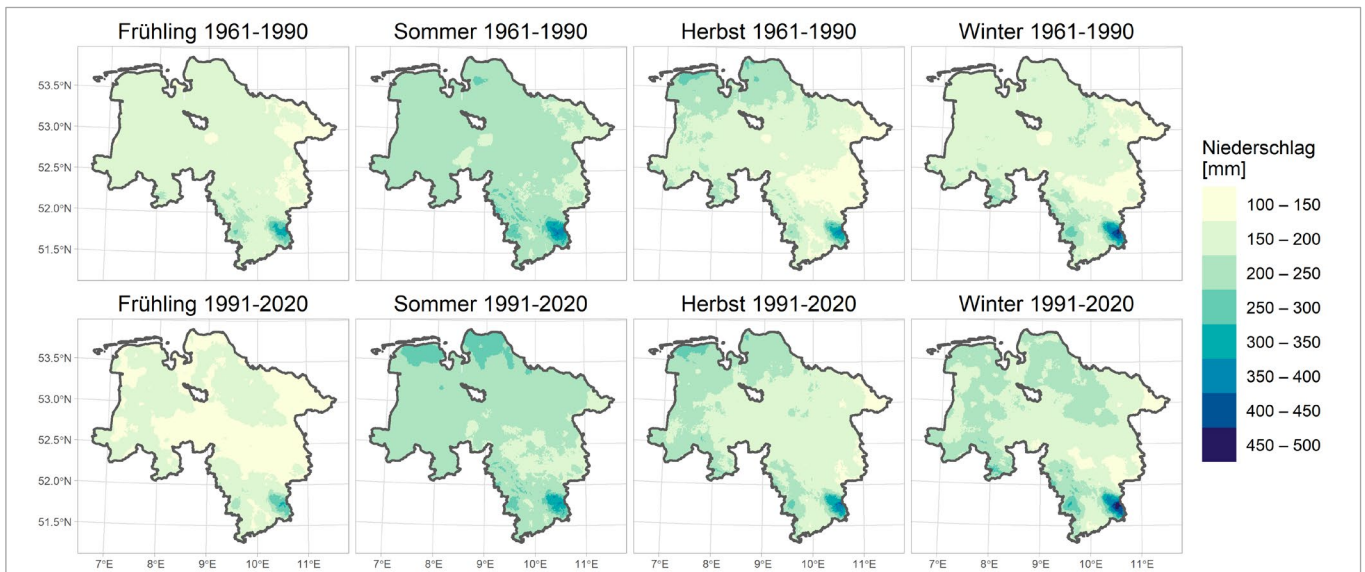 Frühling 1961-1990
Sommer 1961-1990
Herbst 1961-1990
Winter 1961-1990
53.5°N
53.0°N
52.5°N
52.0°N
51.5°N
Niederschlag
[mm]
100 – 150
150 – 200
200 – 250
250 – 300
300 – 350
350 – 400
400 – 450
450 – 500
Frühling 1991-2020
Sommer 1991-2020
Herbst 1991-2020
Winter 1991-2020
53.5°N
53.0°N
52.5°N
52.0°N
51.5°N
7°E 8°E 9°E 10°E 11°E
7°E 8°E 9°E 10°E 11°E
7°E 8°E 9°E 10°E 11°E
7°E 8°E 9°E 10°E 11°E